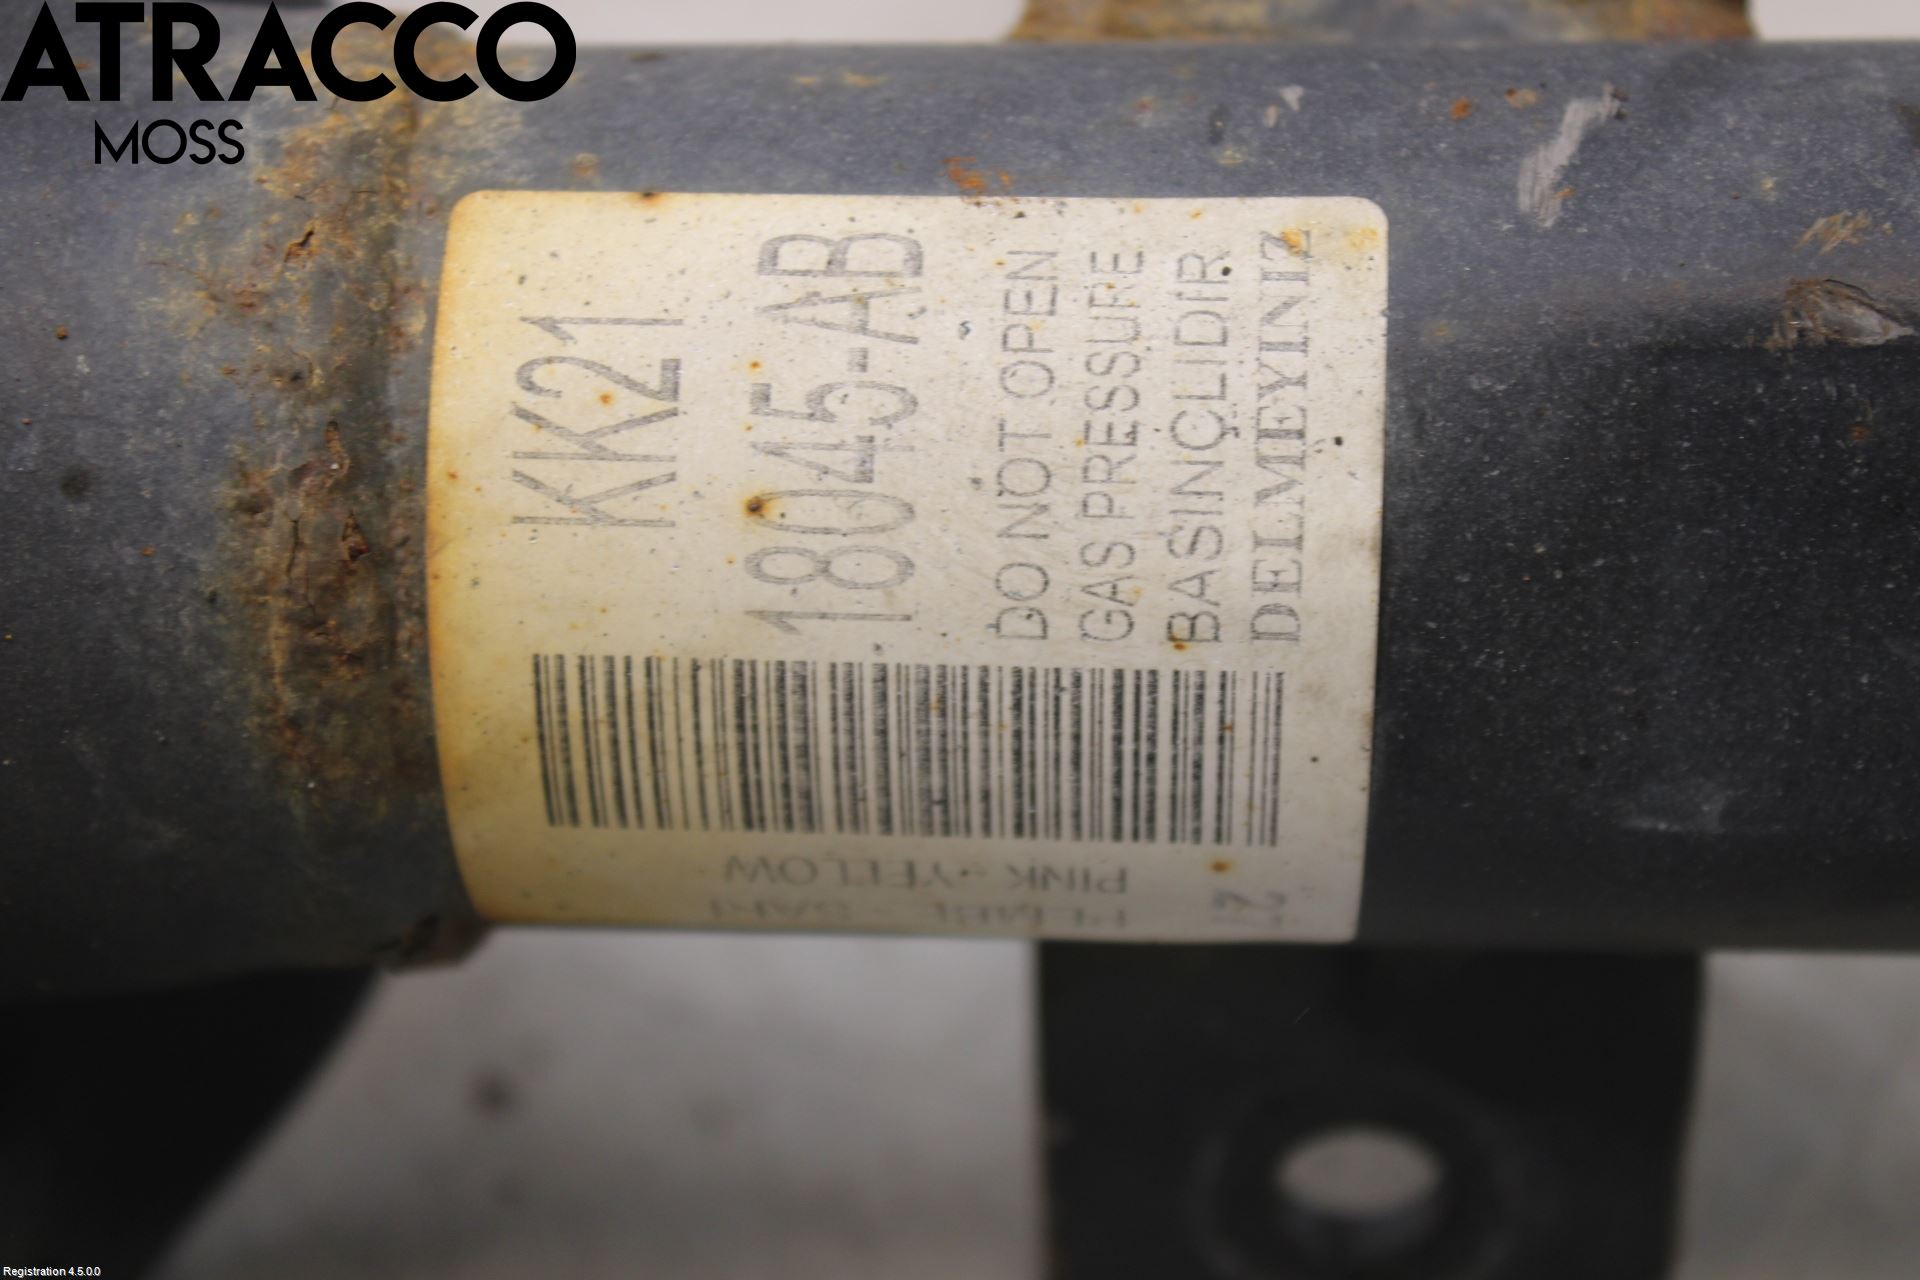 ATRACCO
MOSS
KK21
18045-AB
DO NOT OPEN
GAS PRESSURE
BASINÇLIDIR
DELMEYINIZ
PINK - YELLOW
Registration 4.5.0.0